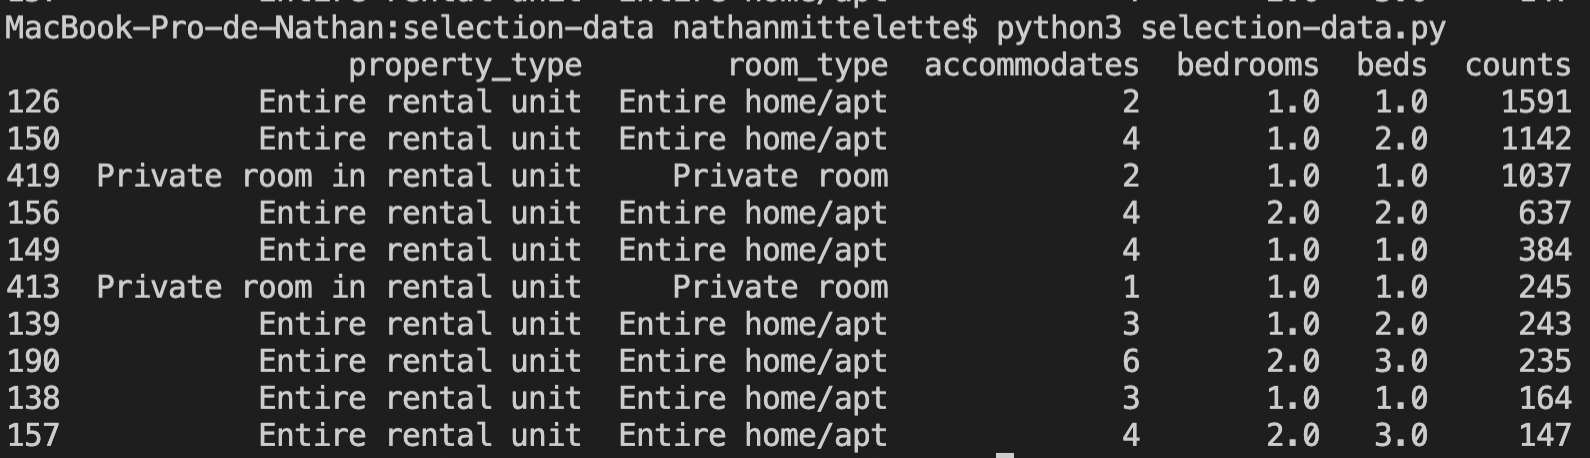 MacBook-Pro-de-Nathan:selection-data nathanmittelette$ python3 selection-data.py
property_type room_type accommodates bedrooms beds counts
126 Entire rental unit Entire home/apt 2 1.0 1.0 1591
150 Entire rental unit Entire home/apt 4 1.0 2.0 1142
419 Private room in rental unit Private room 2 1.0 1.0 1037
156 Entire rental unit Entire home/apt 4 2.0 2.0 637
149 Entire rental unit Entire home/apt 4 1.0 1.0 384
413 Private room in rental unit Private room 1 1.0 1.0 245
139 Entire rental unit Entire home/apt 3 1.0 2.0 243
190 Entire rental unit Entire home/apt 6 2.0 3.0 235
138 Entire rental unit Entire home/apt 3 1.0 1.0 164
157 Entire rental unit Entire home/apt 4 2.0 3.0 147